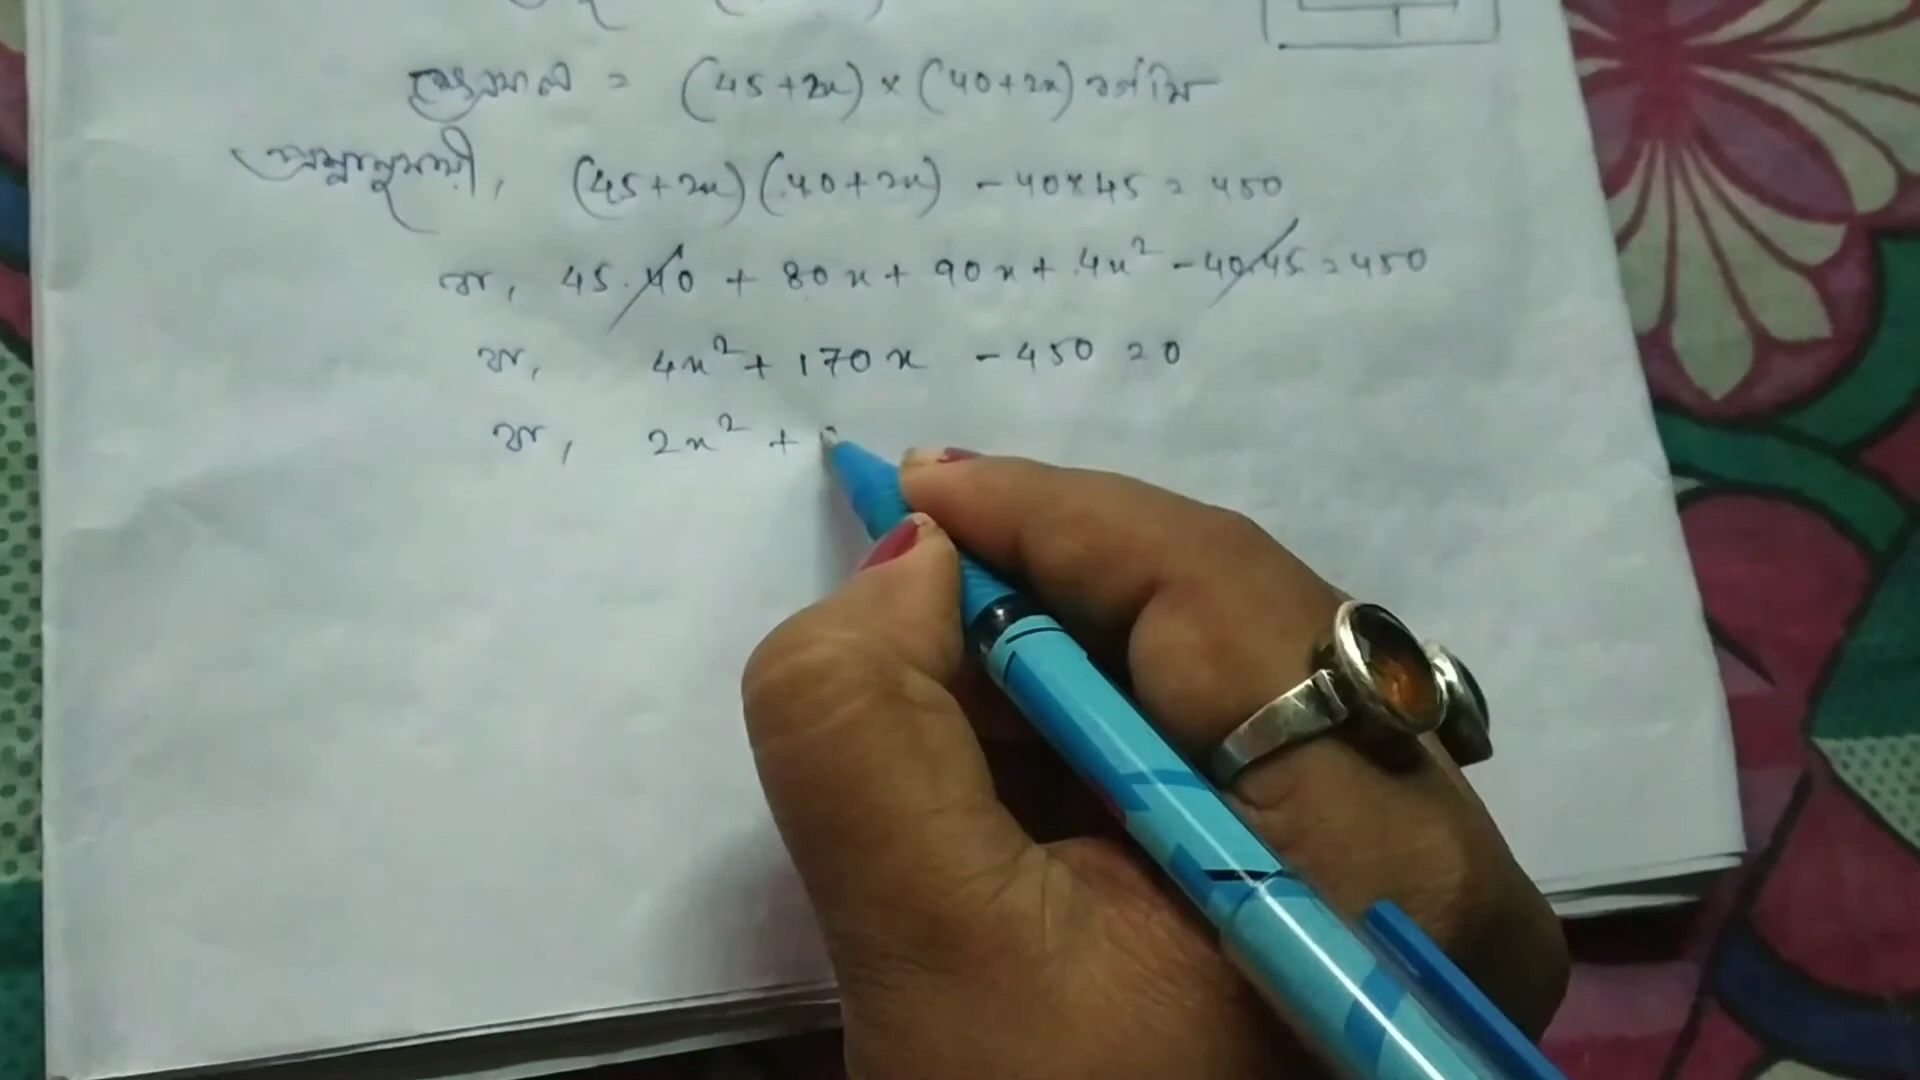 ক্ষেত্রফল = (45+2x) × (40+2x) বর্গমি
প্রশ্নানুযায়ী, (45+2x) (40+2x) - 40×45 = 450
বা, 45.40 + 80x + 90x + 4x² - 40.45 = 450
বা, 4x² + 170x - 450 = 0
বা, 2x² +